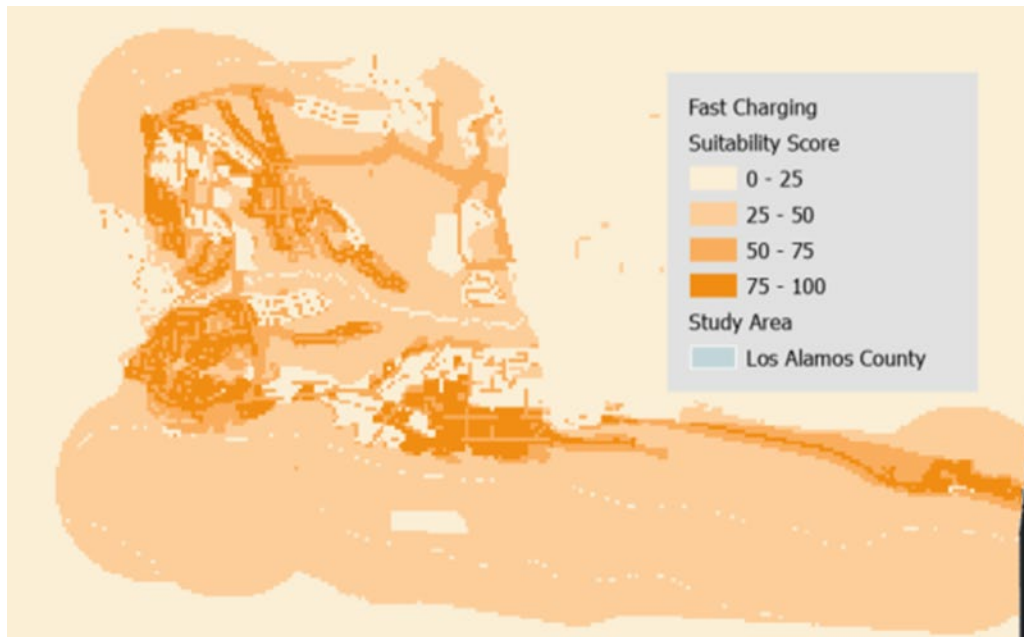 Fast Charging
Suitability Score
0 - 25
25 - 50
50 - 75
75 - 100
Study Area
Los Alamos County